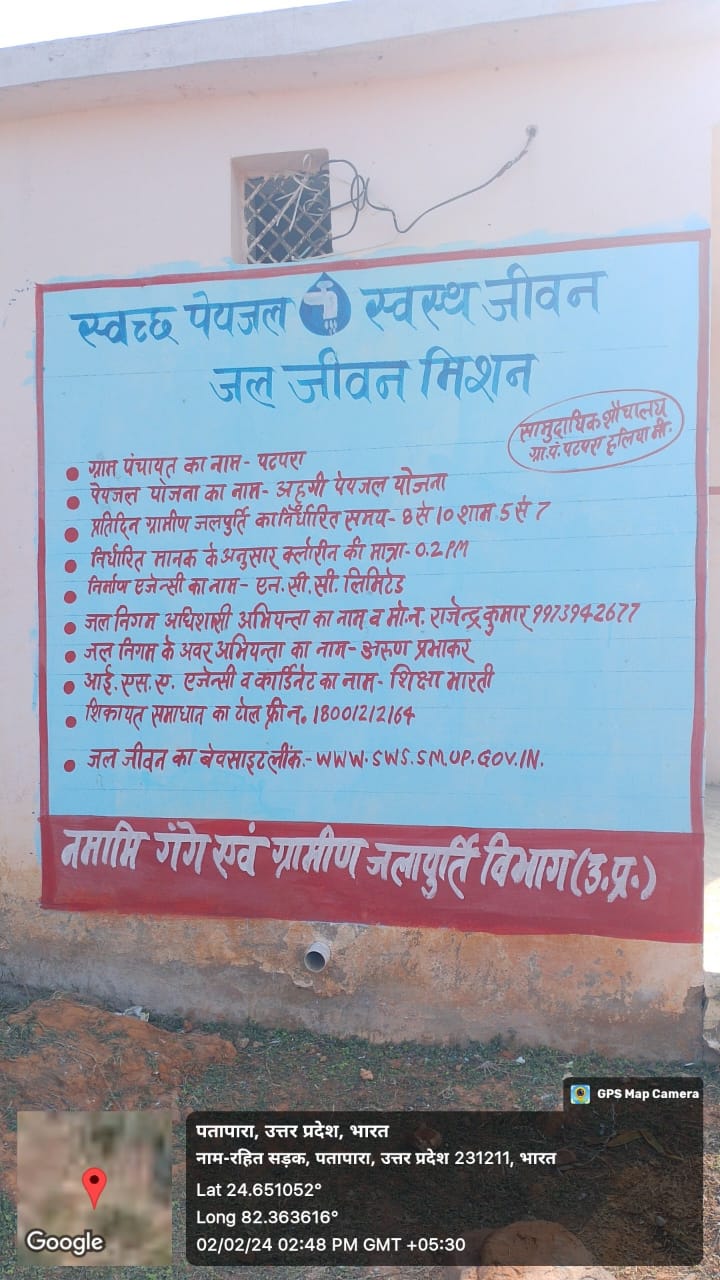 स्वच्छ पेयजल स्वस्थ जीवन
जल जीवन मिशन
सामुदायिक शौचालय
ग्रा.पं. पटपरा हलिया मी.
ग्राम पंचायत का नाम- पटपरा
पेयजल योजना का नाम- अहुगी पेयजल योजना
प्रतिदिन ग्रामीण जलपुर्ति का निर्धारित समय- 8 से 10 शाम 5 से 7
निर्धारित मानक के अनुसार क्लोरीन की मात्रा- 0.2 PM
निर्माण एजेन्सी का नाम- एन.सी.सी. लिमिटेड
जल निगम अधिशासी अभियन्ता का नाम व मो.न. राजेन्द्र कुमार 9973942677
जल निगम के अवर अभियन्ता का नाम- अरुण प्रभाकर
आई.एस.ए. एजेन्सी व कार्डिनेट का नाम- शिक्षा भारती
शिकायत समाधान का टोल फ्री न. 18001212164
जल जीवन का बेवसाइट लींक.- WWW.SWS.SM.UP.GOV.IN.
नमामि गंगे एवं ग्रामीण जलापुर्ति विभाग (उ.प्र.)
GPS Map Camera
पतापारा, उत्तर प्रदेश, भारत
नाम-रहित सड़क, पतापारा, उत्तर प्रदेश 231211, भारत
Lat 24.651052°
Long 82.363616°
02/02/24 02:48 PM GMT +05:30
Google